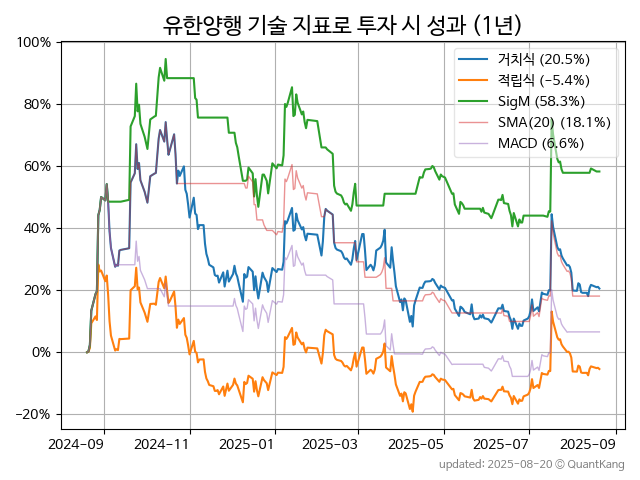 유한양행 기술 지표로 투자 시 성과 (1년)
100%
80%
60%
40%
20%
0%
−20%
거치식 (20.5%)
적립식 (−5.4%)
SigM (58.3%)
SMA(20) (18.1%)
MACD (6.6%)
2024-09
2024-11
2025-01
2025-03
2025-05
2025-07
2025-09
updated: 2025-08-20 © QuantKang